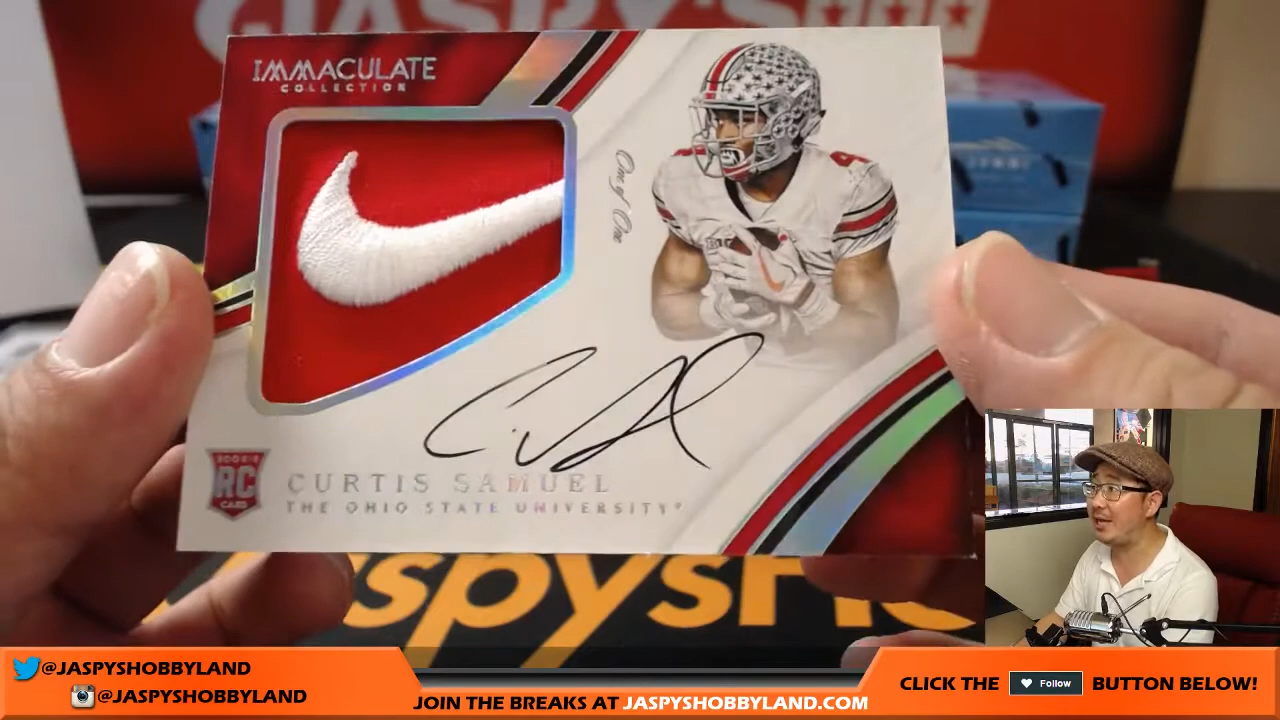 JASPY'S
IMMACULATE
COLLECTION
One of One
ROOKIE
RC
CARD
CURTIS SAMUEL
THE OHIO STATE UNIVERSITY®
@JASPYSHOBBYLAND
@JASPYSHOBBYLAND
JOIN THE BREAKS AT JASPYSHOBBYLAND.COM
CLICK THE Follow BUTTON BELOW!